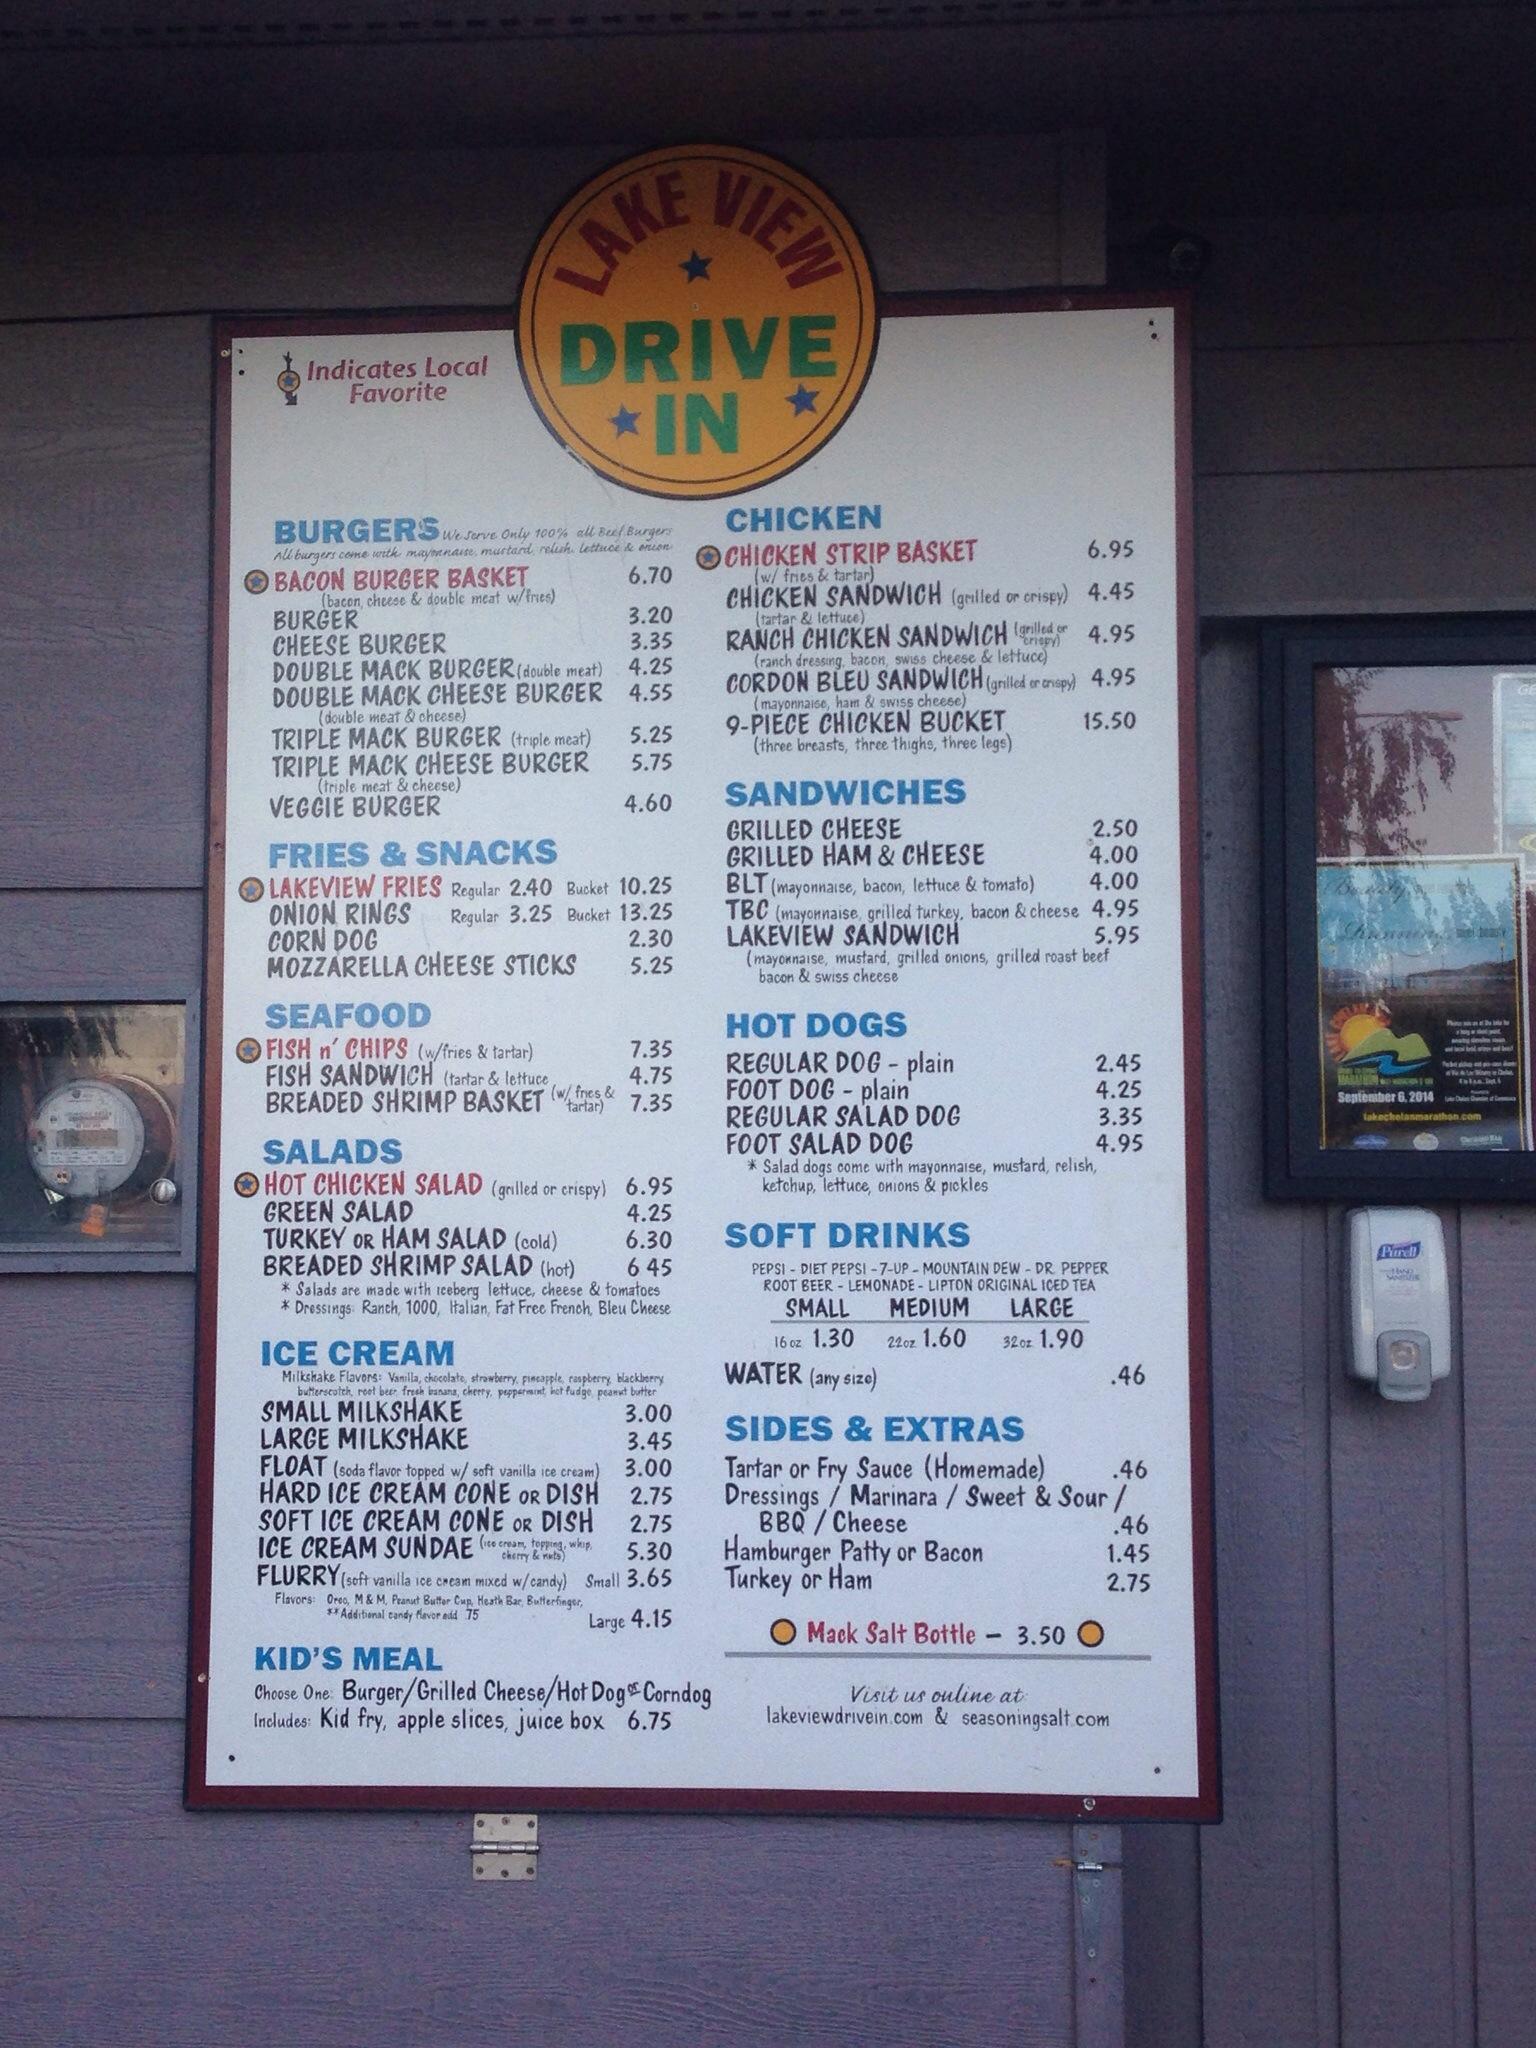 LAKE VIEW
DRIVE
IN
Indicates Local
Favorite
BURGERS We Serve Only 100% all Beef Burgers
All burgers come with mayonnaise, mustard, relish, lettuce & onion
BACON BURGER BASKET 6.70
(bacon, cheese & double meat w/fries)
BURGER 3.20
CHEESE BURGER 3.35
DOUBLE MACK BURGER (double meat) 4.25
DOUBLE MACK CHEESE BURGER 4.55
(double meat & cheese)
TRIPLE MACK BURGER (triple meat) 5.25
TRIPLE MACK CHEESE BURGER 5.75
(triple meat & cheese)
VEGGIE BURGER 4.60
FRIES & SNACKS
LAKEVIEW FRIES Regular 2.40 Bucket 10.25
ONION RINGS Regular 3.25 Bucket 13.25
CORN DOG 2.30
MOZZARELLA CHEESE STICKS 5.25
SEAFOOD
FISH n' CHIPS (w/fries & tartar) 7.35
FISH SANDWICH (tartar & lettuce 4.75
BREADED SHRIMP BASKET (w/ fries & tartar) 7.35
SALADS
HOT CHICKEN SALAD (grilled or crispy) 6.95
GREEN SALAD 4.25
TURKEY OR HAM SALAD (cold) 6.30
BREADED SHRIMP SALAD (hot) 6 45
* Salads are made with iceberg lettuce, cheese & tomatoes
* Dressings: Ranch, 1000, Italian, Fat Free French, Bleu Cheese
ICE CREAM
Milkshake Flavors: Vanilla, chocolate, strawberry, pineapple, raspberry, blackberry
butterscotch, root beer, fresh banana, cherry, peppermint, hot fudge, peanut butter
SMALL MILKSHAKE 3.00
LARGE MILKSHAKE 3.45
FLOAT (soda flavor topped w/ soft vanilla ice cream) 3.00
HARD ICE CREAM CONE OR DISH 2.75
SOFT ICE CREAM CONE OR DISH 2.75
ICE CREAM SUNDAE (ice cream, topping, whip, cherry & nuts) 5.30
FLURRY (soft vanilla ice cream mixed w/candy) Small 3.65
Flavors: Oreo, M & M, Peanut Butter Cup, Heath Bar, Butterfinger,
**Additional candy flavor add .75
Large 4.15
KID'S MEAL
Choose One: Burger/Grilled Cheese/Hot Dog or Corndog
Includes: Kid fry, apple slices, juice box 6.75
CHICKEN
CHICKEN STRIP BASKET 6.95
(w/ fries & tartar)
CHICKEN SANDWICH (grilled or crispy) 4.45
(tartar & lettuce)
RANCH CHICKEN SANDWICH (grilled or crispy) 4.95
(ranch dressing, bacon, swiss cheese & lettuce)
CORDON BLEU SANDWICH (grilled or crispy) 4.95
(mayonnaise, ham & swiss cheese)
9-PIECE CHICKEN BUCKET 15.50
(three breasts, three thighs, three legs)
SANDWICHES
GRILLED CHEESE 2.50
GRILLED HAM & CHEESE 4.00
BLT (mayonnaise, bacon, lettuce & tomato) 4.00
TBC (mayonnaise, grilled turkey, bacon & cheese 4.95
LAKEVIEW SANDWICH 5.95
(mayonnaise, mustard, grilled onions, grilled roast beef
bacon & swiss cheese
HOT DOGS
REGULAR DOG - plain 2.45
FOOT DOG - plain 4.25
REGULAR SALAD DOG 3.35
FOOT SALAD DOG 4.95
* Salad dogs come with mayonnaise, mustard, relish,
ketchup, lettuce, onions & pickles
SOFT DRINKS
PEPSI - DIET PEPSI - 7-UP - MOUNTAIN DEW - DR. PEPPER
ROOT BEER - LEMONADE - LIPTON ORIGINAL ICED TEA
SMALL MEDIUM LARGE
16 oz 1.30 22oz 1.60 32oz 1.90
WATER (any size) .46
SIDES & EXTRAS
Tartar or Fry Sauce (Homemade) .46
Dressings / Marinara / Sweet & Sour /
BBQ / Cheese .46
Hamburger Patty or Bacon 1.45
Turkey or Ham 2.75
Mack Salt Bottle - 3.50
Visit us online at:
lakeviewdrivein.com & seasoningsalt.com
MARATHON
September 6, 2014
lakechelanmarathon.com
Purell
HAND
SANITIZER